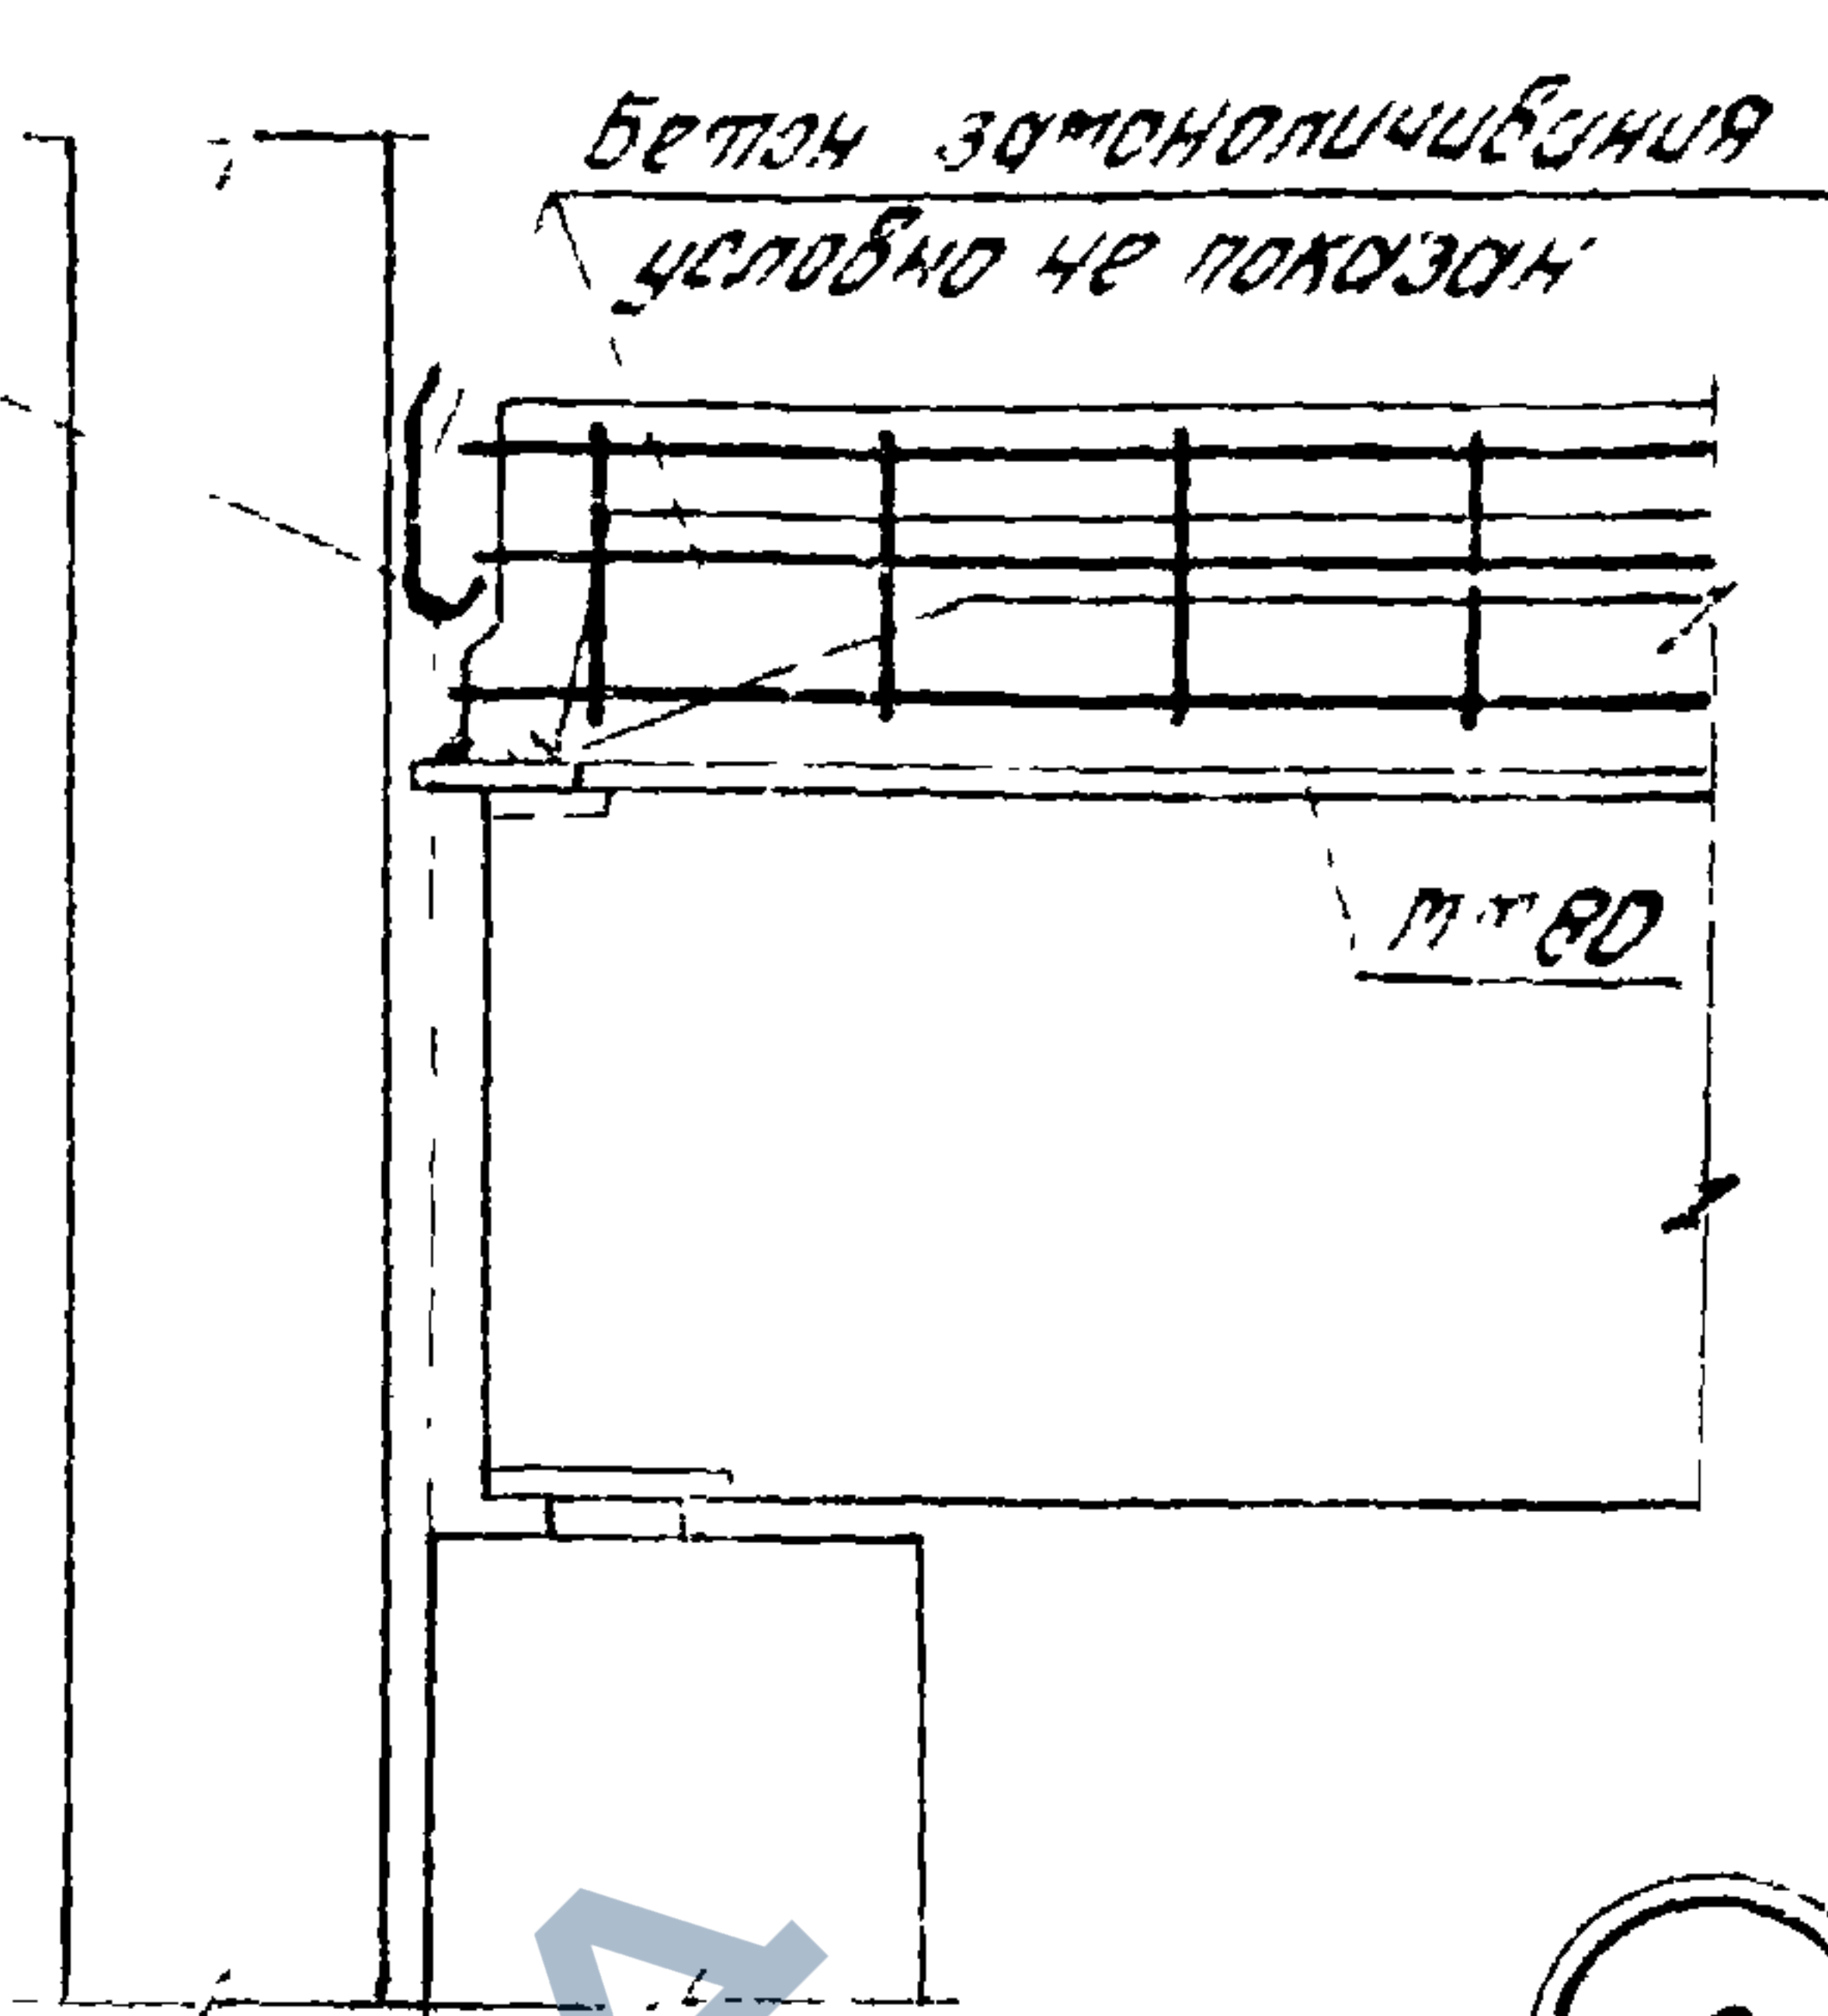 Бетон замоноличивания
условно не показан
m-80